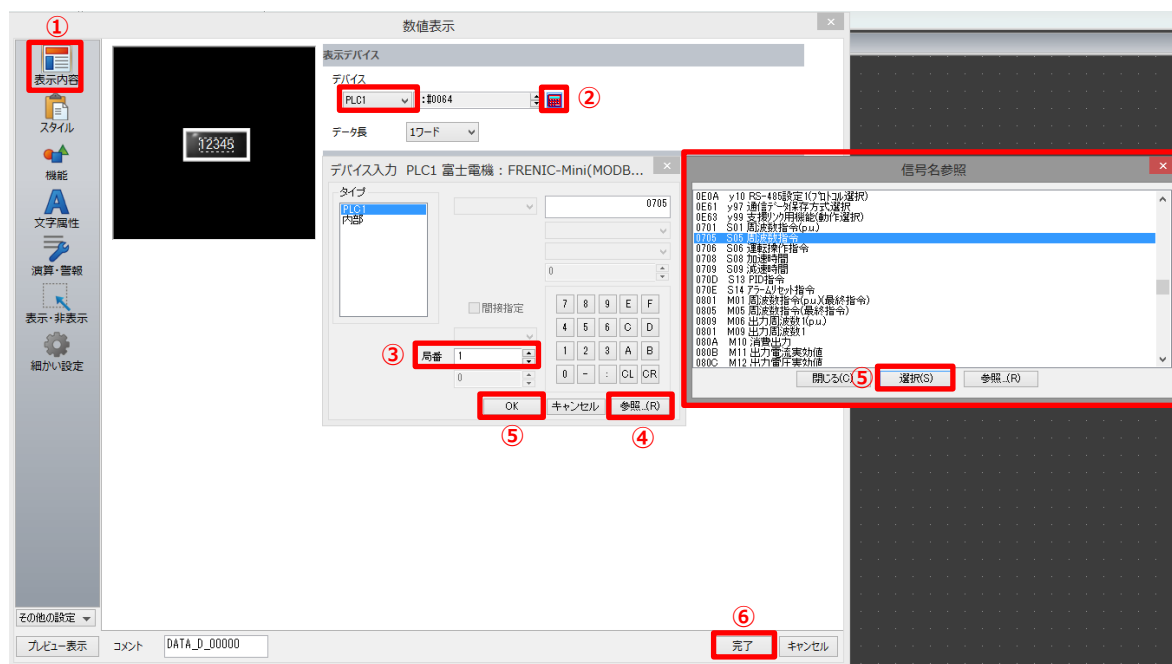 ①
数値表示
表示内容
スタイル
機能
文字属性
演算・警報
表示・非表示
細かい設定
その他の設定
12345
表示デバイス
デバイス
PLC1
:#0064
②
データ長
1ワード
デバイス入力 PLC1 富士電機：FRENIC-Mini(MODB...
タイプ
PLC1
内部
0705
0
間接指定
7 8 9 E F
4 5 6 C D
1 2 3 A B
0 - : CL CR
③
局番
1
0
OK
キャンセル
参照..(R)
⑤
④
信号名参照
0E0A y10 RS-485設定1(プロトコル選択)
0E61 y97 通信データ保存方式選択
0E63 y99 支援リンク用機能(動作選択)
0701 S01 周波数指令(p.u.)
0705 S05 周波数指令
0706 S06 運転操作指令
0708 S08 加速時間
0709 S09 減速時間
070D S13 PID指令
070E S14 アラームリセット指令
0801 M01 周波数指令(p.u.)(最終指令)
0805 M05 周波数指令(最終指令)
0809 M06 出力周波数1(p.u.)
0801 M09 出力周波数1
080A M10 消費出力
080B M11 出力電流実効値
080C M12 出力電圧実効値
閉じる(C)
⑤
選択(S)
参照..(R)
⑥
プレビュー表示
コメント
DATA_D_00000
完了
キャンセル